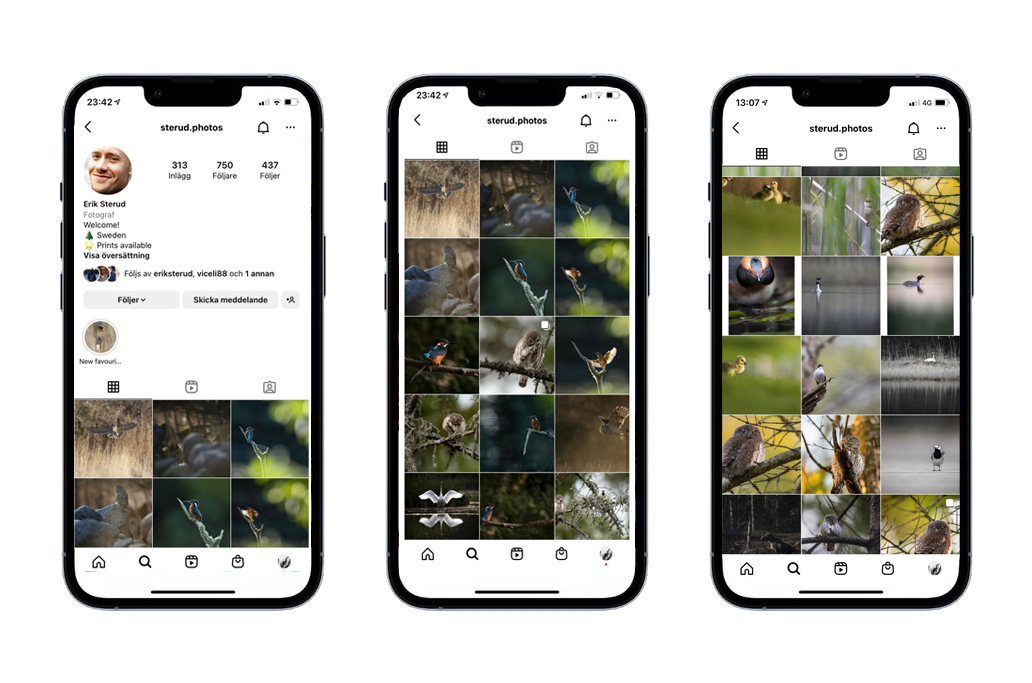 23:42
sterud.photos
313
750
437
Inlägg
Följare
Följer
Erik Sterud
Fotograf
Welcome!
🌲 Sweden
Prints available
Visa översättning
Följs av eriksterud, viceli88 och 1 annan
Följer
Skicka meddelande
New favouri...
23:42
sterud.photos
13:07
4G
sterud.photos